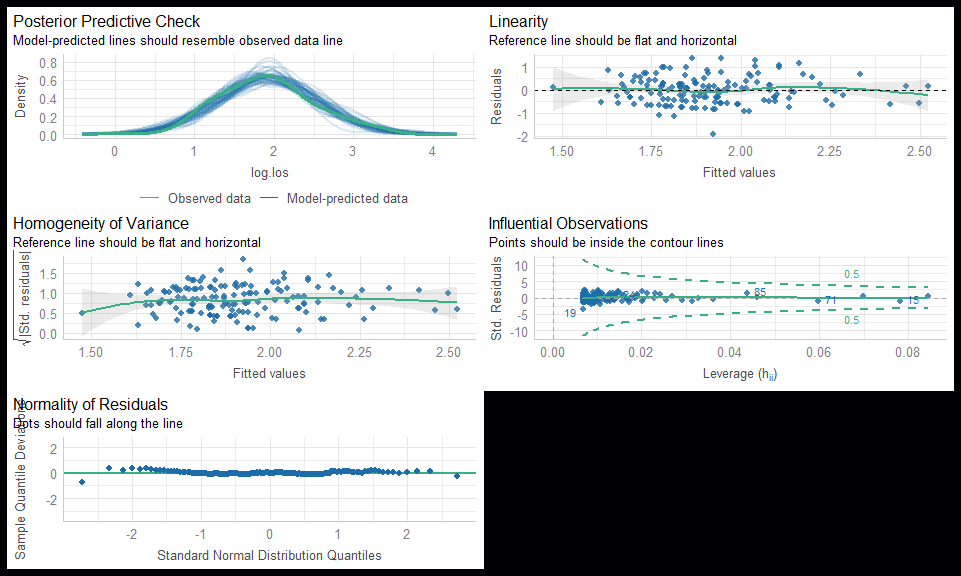 Posterior Predictive Check
Model-predicted lines should resemble observed data line
Density
0.8
0.6
0.4
0.2
0.0
0 1 2 3 4
log.los
Observed data Model-predicted data
Linearity
Reference line should be flat and horizontal
Residuals
1
0
-1
-2
1.50 1.75 2.00 2.25 2.50
Fitted values
Homogeneity of Variance
Reference line should be flat and horizontal
√|Std. residuals|
1.5
1.0
0.5
0.0
1.50 1.75 2.00 2.25 2.50
Fitted values
Influential Observations
Points should be inside the contour lines
Std. Residuals
10
5
0
-5
-10
0.5
85
71
15
19
0.5
0.00 0.02 0.04 0.06 0.08
Leverage (hii)
Normality of Residuals
Dots should fall along the line
Sample Quantile Deviations
2
0
-2
-2 -1 0 1 2
Standard Normal Distribution Quantiles